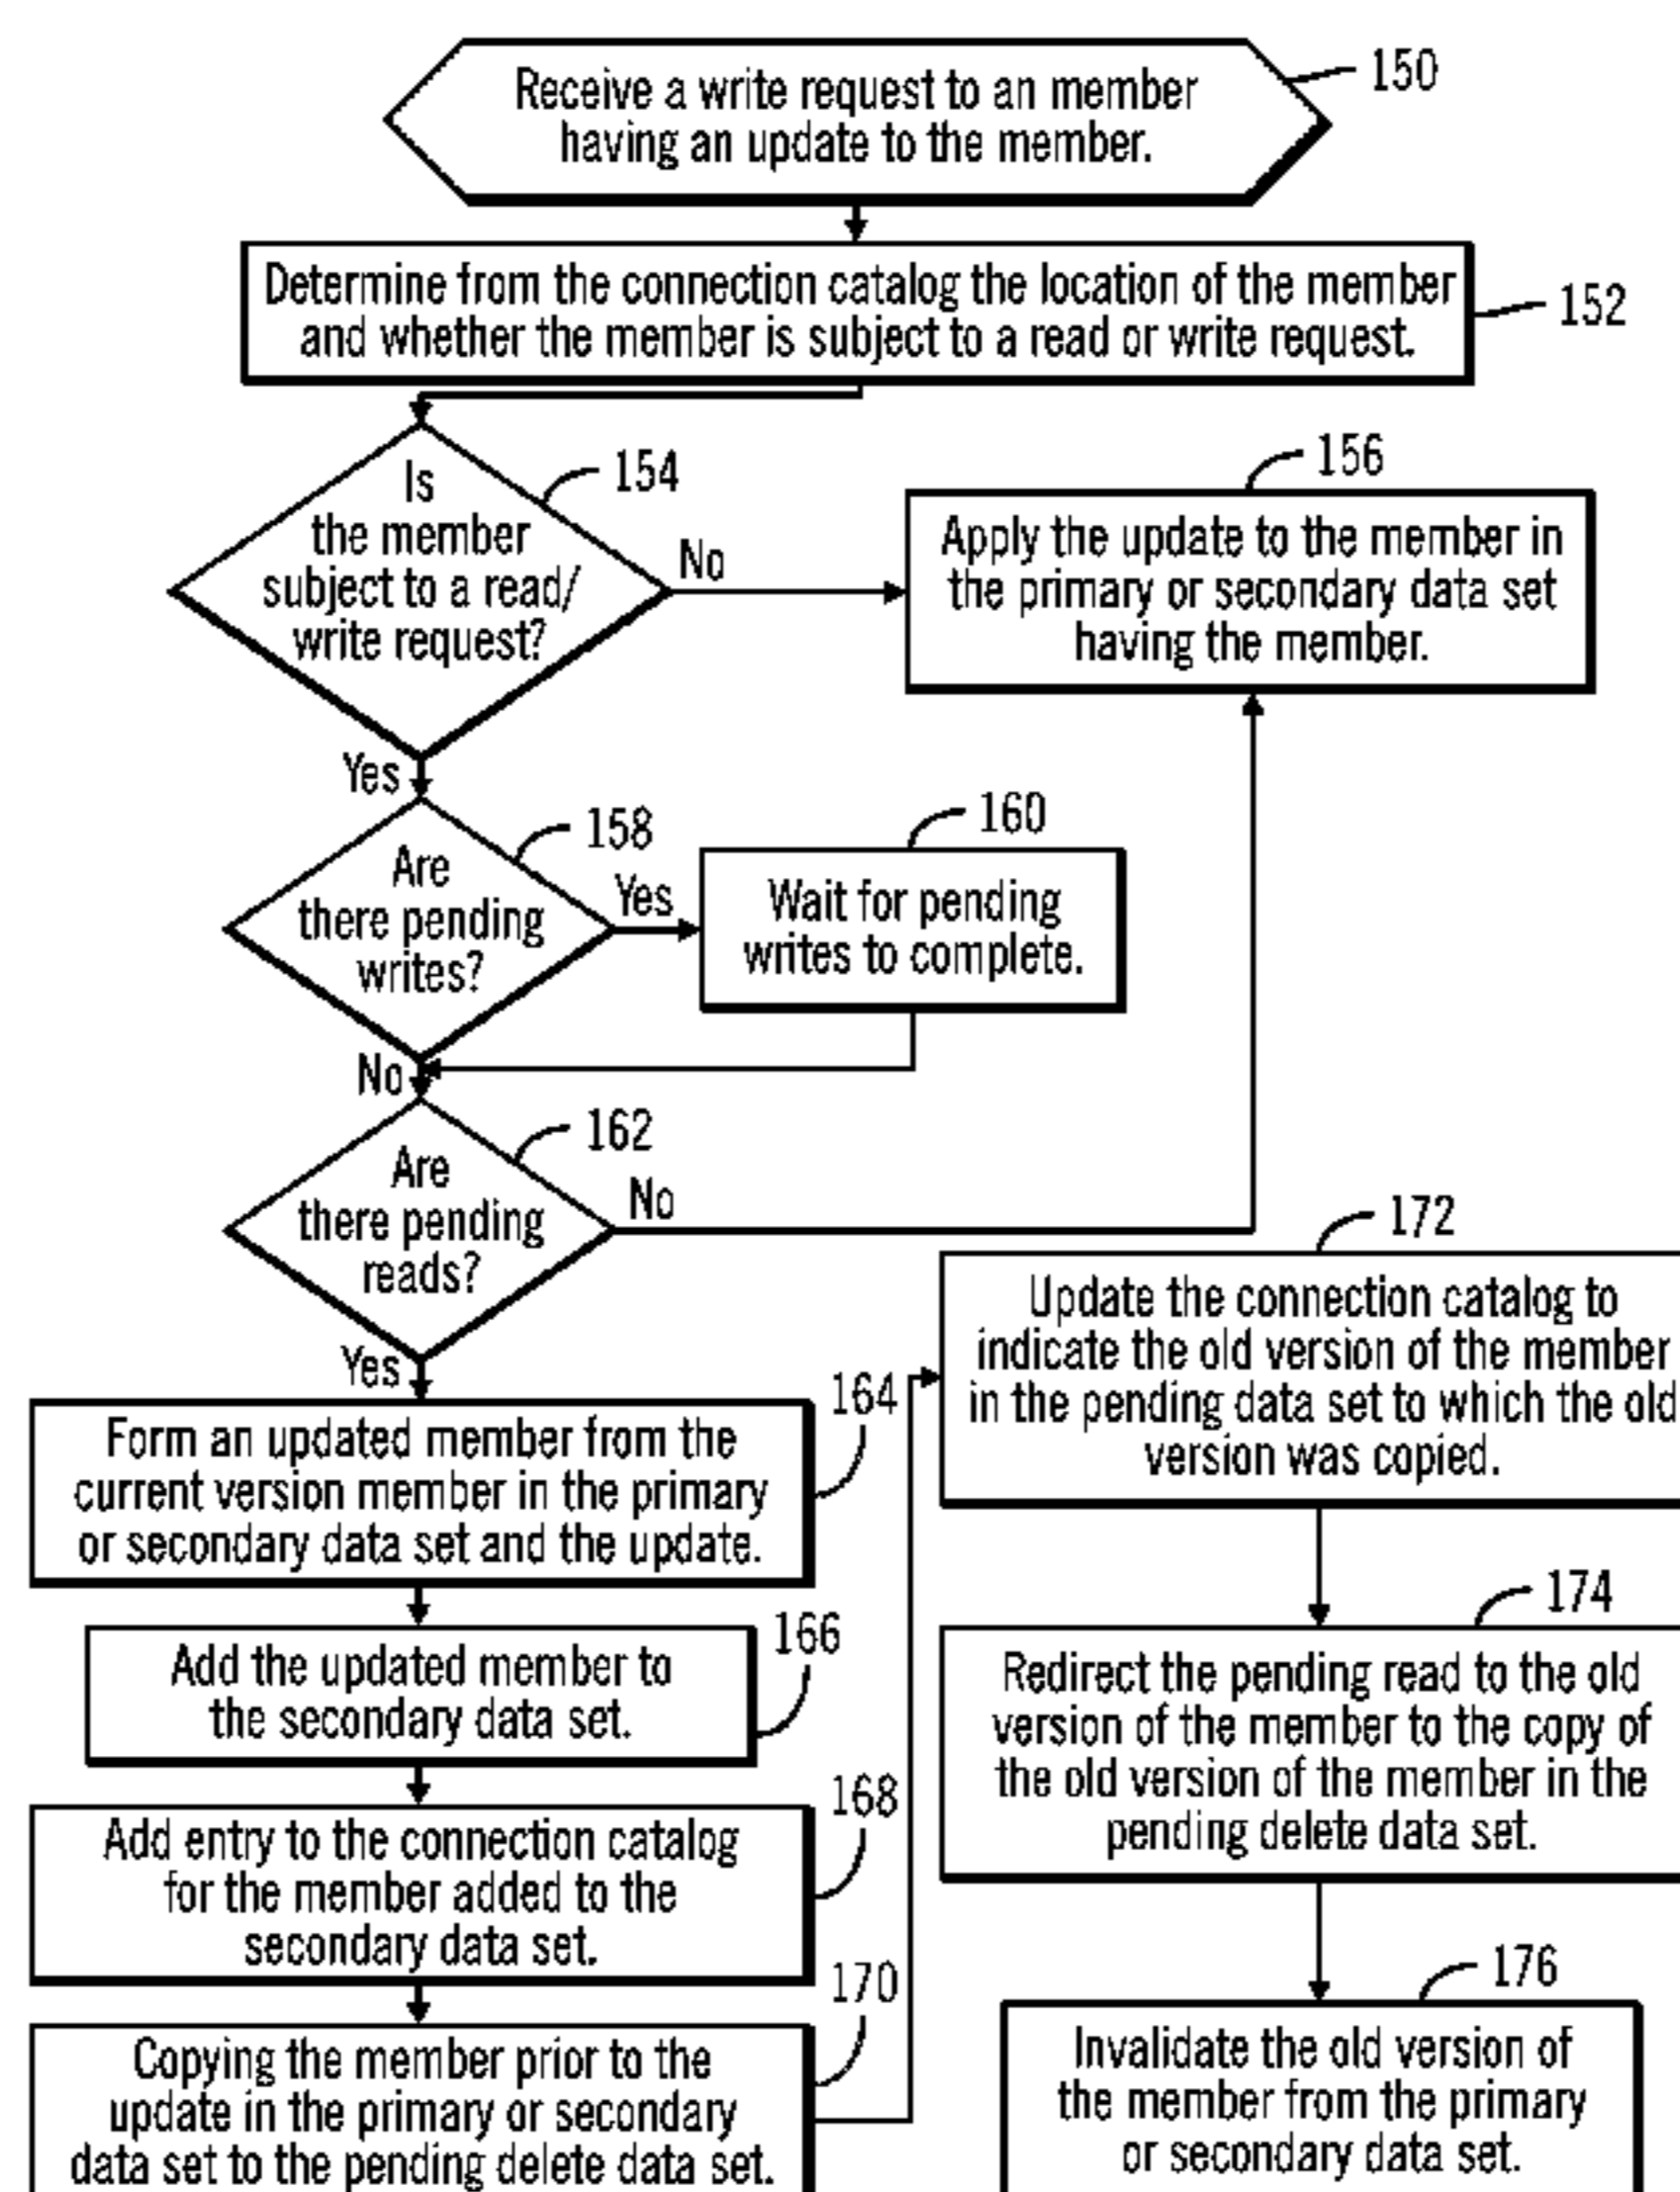 Receive a write request to an member
having an update to the member.
150
Determine from the connection catalog the location of the member
and whether the member is subject to a read or write request.
152
Is
the member
subject to a read/
write request?
154
No
Yes
156
Apply the update to the member in
the primary or secondary data set
having the member.
Are
there pending
writes?
158
Yes
No
160
Wait for pending
writes to complete.
Are
there pending
reads?
162
No
Yes
164
Form an updated member from the
current version member in the primary
or secondary data set and the update.
166
Add the updated member to
the secondary data set.
168
Add entry to the connection catalog
for the member added to the
secondary data set.
170
Copying the member prior to the
update in the primary or secondary
data set to the pending delete data set.
172
Update the connection catalog to
indicate the old version of the member
in the pending data set to which the old
version was copied.
174
Redirect the pending read to the old
version of the member to the copy of
the old version of the member in the
pending delete data set.
176
Invalidate the old version of
the member from the primary
or secondary data set.